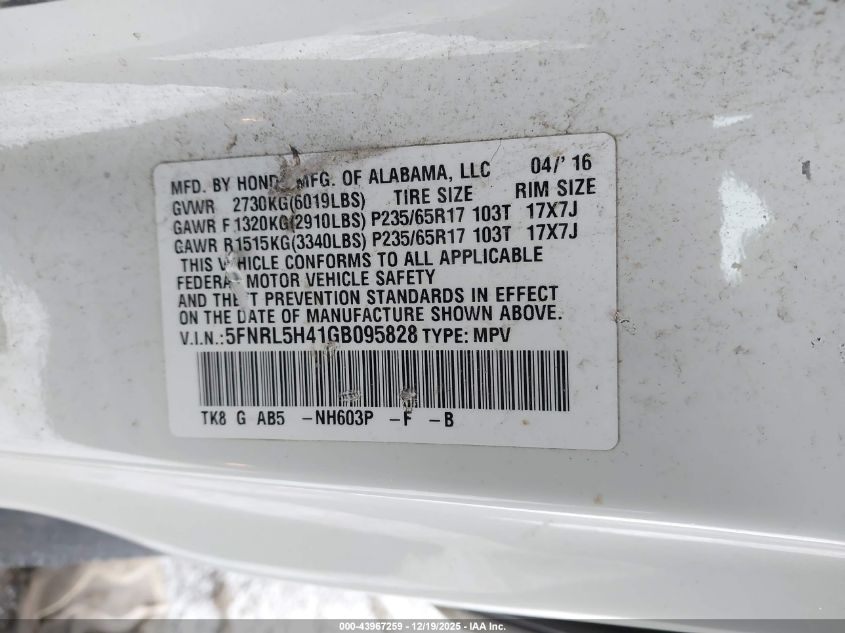 MFD. BY HONDA MFG. OF ALABAMA, LLC 04/'16
GVWR 2730KG(6019LBS) TIRE SIZE RIM SIZE
GAWR F1320KG(2910LBS) P235/65R17 103T 17X7J
GAWR R1515KG(3340LBS) P235/65R17 103T 17X7J
THIS VEHICLE CONFORMS TO ALL APPLICABLE
FEDERAL MOTOR VEHICLE SAFETY
AND THEFT PREVENTION STANDARDS IN EFFECT
ON THE DATE OF MANUFACTURE SHOWN ABOVE.
V.I.N.:5FNRL5H41GB095828 TYPE: MPV
TK8 G AB5 -NH603P -F -B
000-43967259 - 12/19/2025 - IAA Inc.